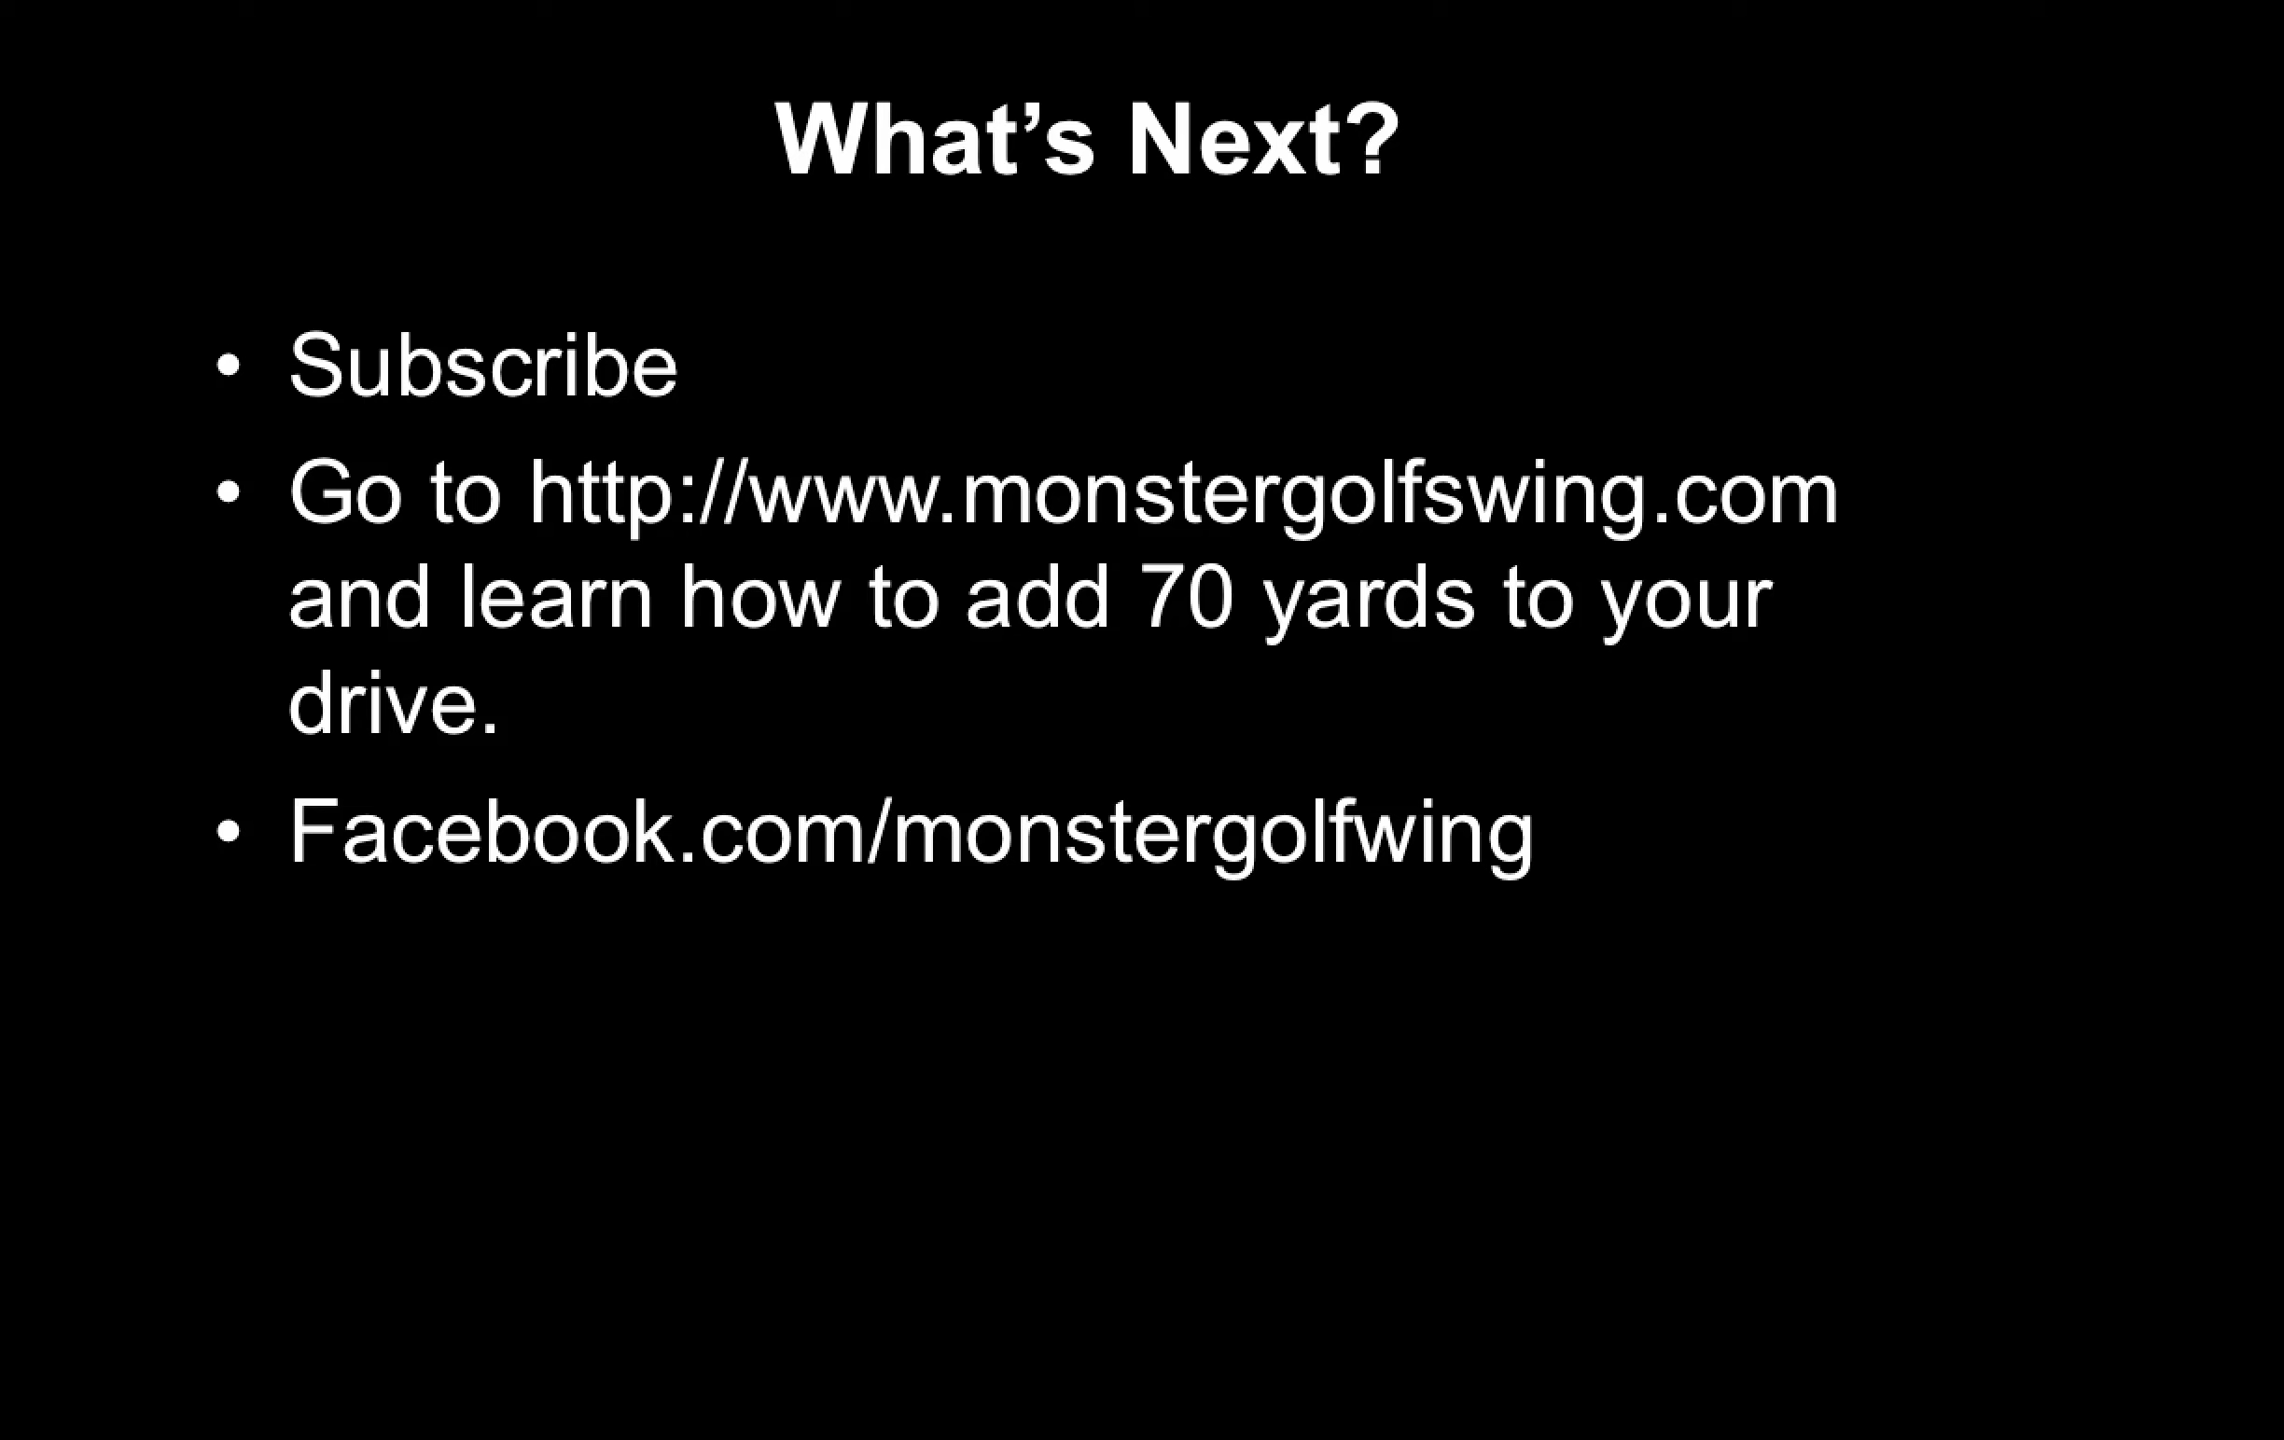 What’s Next?
• Subscribe
• Go to http://www.monstergolfswing.com
and learn how to add 70 yards to your
drive.
• Facebook.com/monstergolfwing